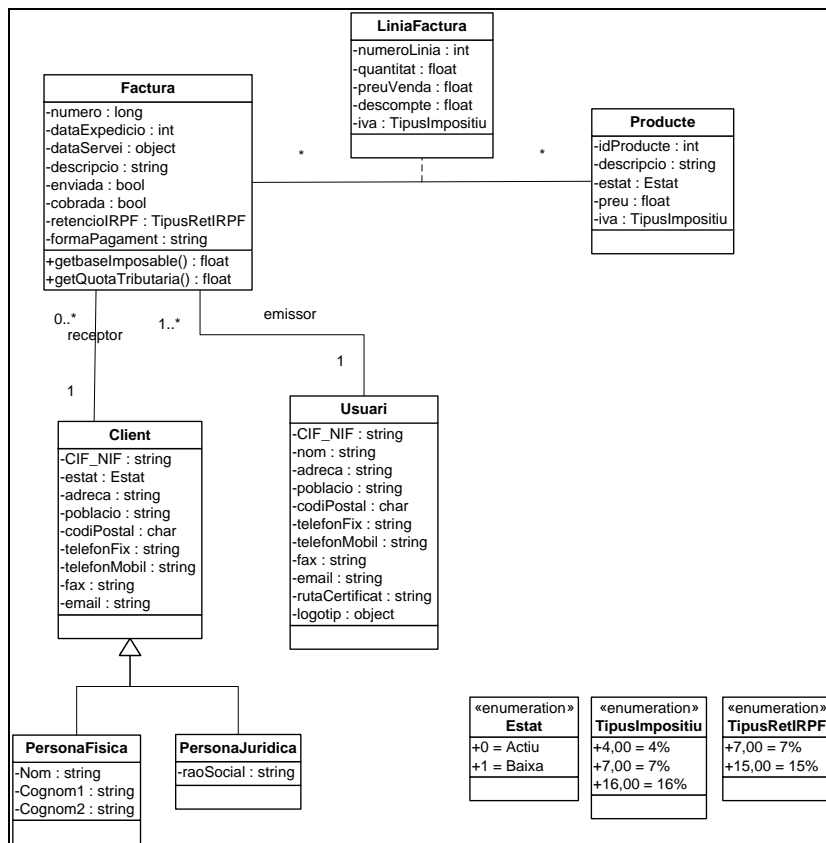 LiniaFactura
-numeroLinia : int
-quantitat : float
-preuVenda : float
-descompte : float
-iva : TipusImpositiu
Factura
-numero : long
-dataExpedicio : int
-dataServei : object
-descripcio : string
-enviada : bool
-cobrada : bool
-retencioIRPF : TipusRetIRPF
-formaPagament : string
+getbaseImposable() : float
+getQuotaTributaria() : float
*
*
Producte
-idProducte : int
-descripcio : string
-estat : Estat
-preu : float
-iva : TipusImpositiu
0..*
receptor
1
1..*
emissor
1
Client
-CIF_NIF : string
-estat : Estat
-adreca : string
-poblacio : string
-codiPostal : char
-telefonFix : string
-telefonMobil : string
-fax : string
-email : string
Usuari
-CIF_NIF : string
-nom : string
-adreca : string
-poblacio : string
-codiPostal : char
-telefonFix : string
-telefonMobil : string
-fax : string
-email : string
-rutaCertificat : string
-logotip : object
PersonaFisica
-Nom : string
-Cognom1 : string
-Cognom2 : string
PersonaJuridica
-raoSocial : string
«enumeration»
Estat
+0 = Actiu
+1 = Baixa
«enumeration»
TipusImpositiu
+4,00 = 4%
+7,00 = 7%
+16,00 = 16%
«enumeration»
TipusRetIRPF
+7,00 = 7%
+15,00 = 15%